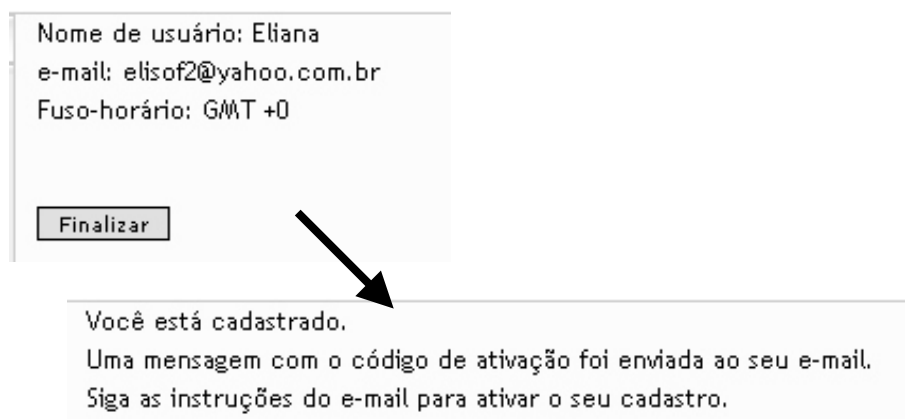 Nome de usuário: Eliana
e-mail: elisof2@yahoo.com.br
Fuso-horário: GMT +0
Finalizar
Você está cadastrado.
Uma mensagem com o código de ativação foi enviada ao seu e-mail.
Siga as instruções do e-mail para ativar o seu cadastro.